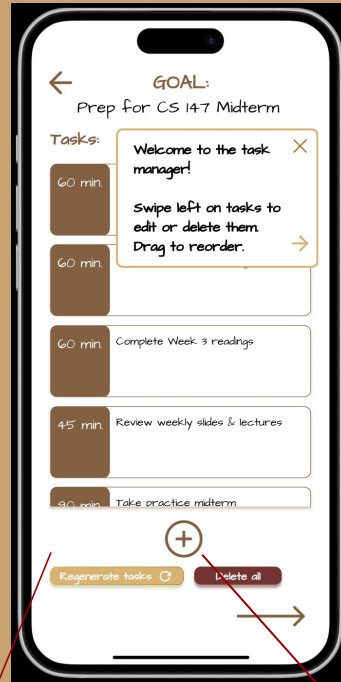 GOAL:
Prep for CS 147 Midterm
Tasks:
Welcome to the task
manager!
Swipe left on tasks to
edit or delete them.
Drag to reorder.
60 min.
60 min.
60 min.
Complete Week 3 readings
45 min.
Review weekly slides & lectures
90 min.
Take practice midterm
Regenerate tasks
Delete all